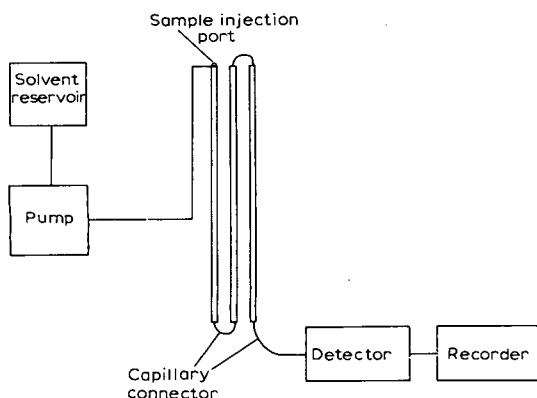 Sample injection
port
Solvent
reservoir
Pump
Capillary
connector
Detector
Recorder